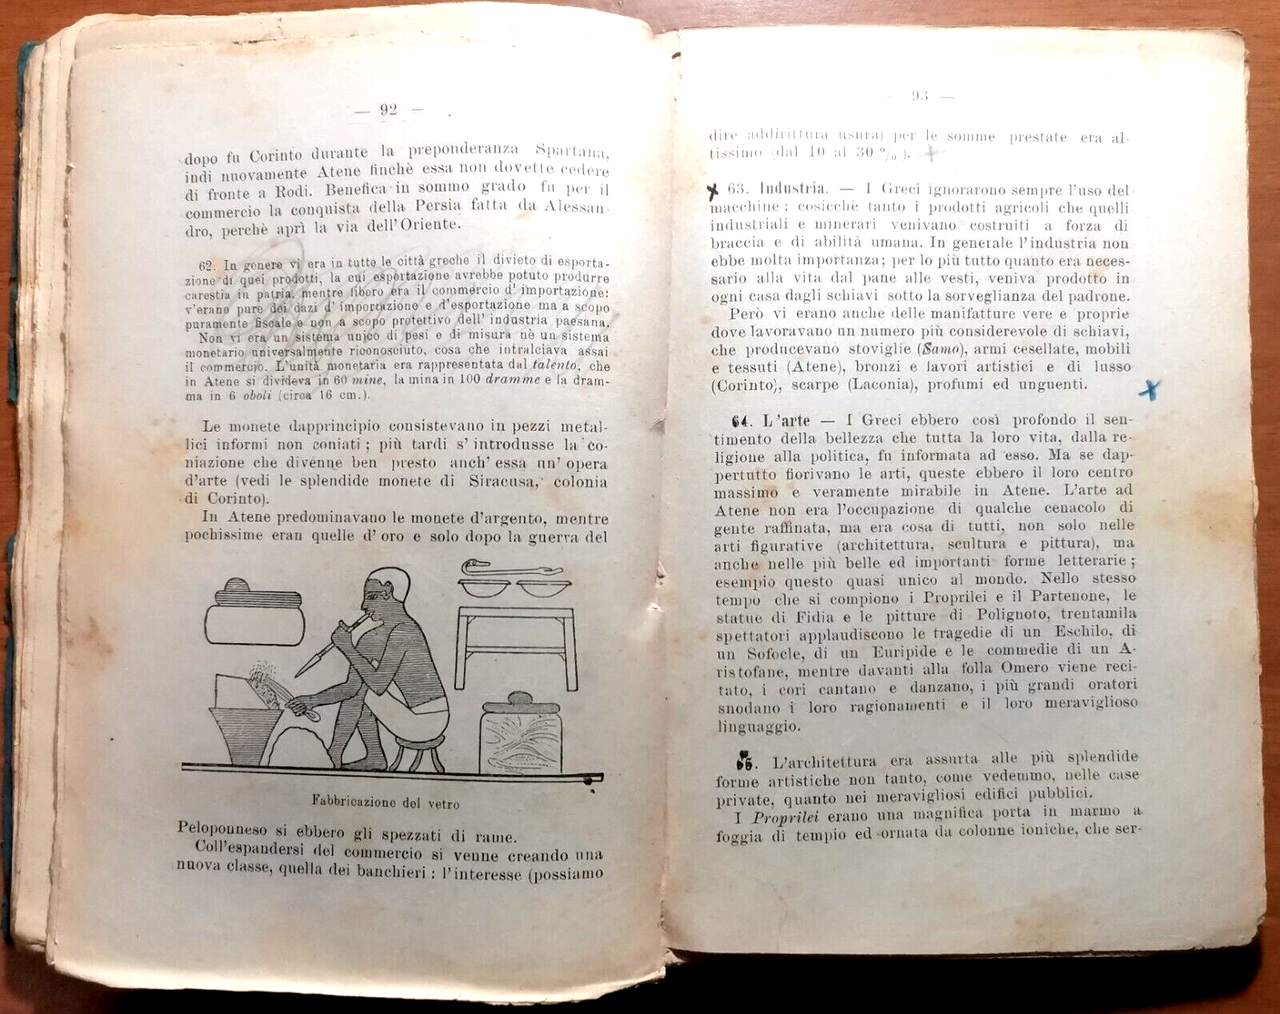 — 92 —
dopo fu Corinto durante la preponderanza Spartana,
indi nuovamente Atene finchè essa non dovette cedere
di fronte a Rodi. Benefica in sommo grado fu per il
commercio la conquista della Persia fatta da Alessan-
dro, perchè aprì la via dell'Oriente.
62. In genere vi era in tutte le città greche il divieto di esporta-
zione di quei prodotti, la cui esportazione avrebbe potuto produrre
carestia in patria, mentre libero era il commercio d'importazione:
v'erano pure dei dazi d'importazione e d'esportazione ma a scopo
puramente fiscale e non a scopo protettivo dell'industria paesana.
Non vi era un sistema unico di pesi e di misura nè un sistema
monetario universalmente riconosciuto, cosa che intralciava assai
il commercio. L'unità monetaria era rappresentata dal talento, che
in Atene si divideva in 60 mine, la mina in 100 dramme e la dram-
ma in 6 oboli (circa 16 cm.).
Le monete dapprincipio consistevano in pezzi metal-
lici informi non coniati; più tardi s'introdusse la co-
niazione che divenne ben presto anch'essa un'opera
d'arte (vedi le splendide monete di Siracusa, colonia
di Corinto).
In Atene predominavano le monete d'argento, mentre
pochissime eran quelle d'oro e solo dopo la guerra del
Fabbricazione del vetro
Peloponneso si ebbero gli spezzati di rame.
Coll'espandersi del commercio si venne creando una
nuova classe, quella dei banchieri: l'interesse (possiamo
— 93 —
dire addirittura usura) per le somme prestate era al-
tissimo (dal 10 al 30 %).
63. Industria. — I Greci ignorarono sempre l'uso del
macchine: cosicchè tanto i prodotti agricoli che quelli
industriali e minerari venivano costruiti a forza di
braccia e di abilità umana. In generale l'industria non
ebbe molta importanza; per lo più tutto quanto era neces-
sario alla vita dal pane alle vesti, veniva prodotto in
ogni casa dagli schiavi sotto la sorveglianza del padrone.
Però vi erano anche delle manifatture vere e proprie
dove lavoravano un numero più considerevole di schiavi,
che producevano stoviglie (Samo), armi cesellate, mobili
e tessuti (Atene), bronzi e lavori artistici e di lusso
(Corinto), scarpe (Laconia), profumi ed unguenti.
64. L'arte — I Greci ebbero così profondo il sen-
timento della bellezza che tutta la loro vita, dalla re-
ligione alla politica, fu informata ad esso. Ma se dap-
pertutto fiorivano le arti, queste ebbero il loro centro
massimo e veramente mirabile in Atene. L'arte ad
Atene non era l'occupazione di qualche cenacolo di
gente raffinata, ma era cosa di tutti, non solo nelle
arti figurative (architettura, scultura e pittura), ma
anche nelle più belle ed importanti forme letterarie;
esempio questo quasi unico al mondo. Nello stesso
tempo che si compiono i Proprilei e il Partenone, le
statue di Fidia e le pitture di Polignoto, trentamila
spettatori applaudiscono le tragedie di un Eschilo, di
un Sofocle, di un Euripide e le commedie di un A-
ristofane, mentre davanti alla folla Omero viene reci-
tato, i cori cantano e danzano, i più grandi oratori
snodano i loro ragionamenti e il loro meraviglioso
linguaggio.
65. L'architettura era assurta alle più splendide
forme artistiche non tanto, come vedemmo, nelle case
private, quanto nei meravigliosi edifici pubblici.
I Proprilei erano una magnifica porta in marmo a
foggia di tempio ed ornata da colonne ioniche, che ser-